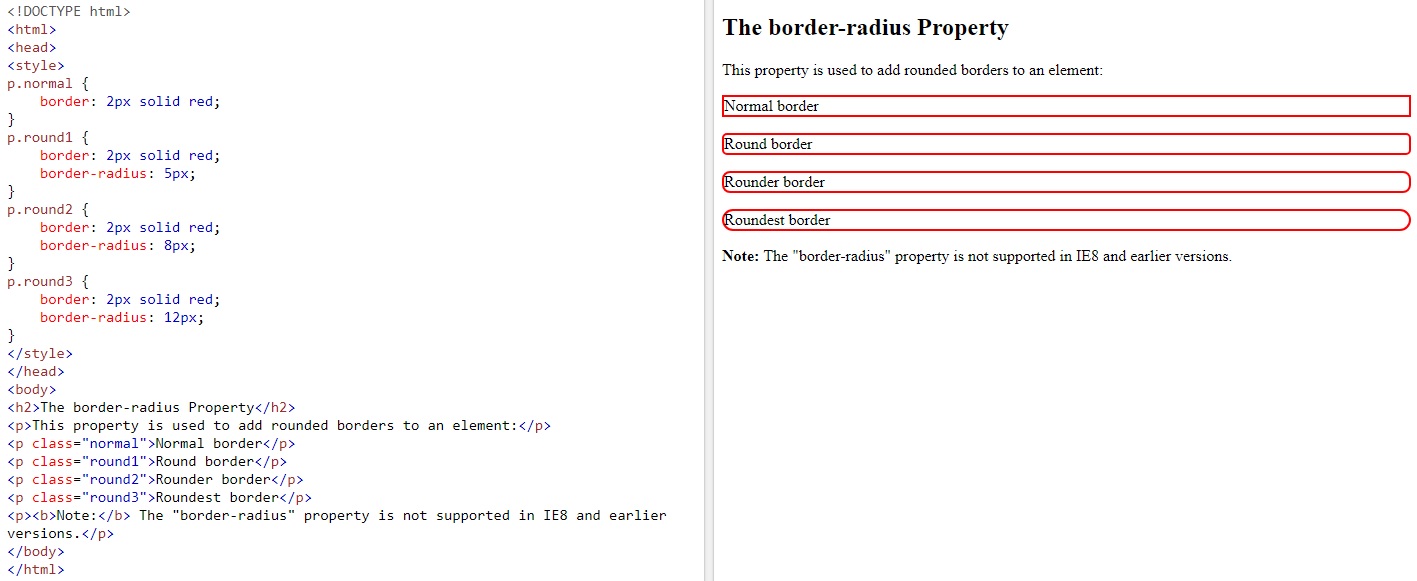 <!DOCTYPE html>
<html>
<head>
<style>
p.normal {
    border: 2px solid red;
}
p.round1 {
    border: 2px solid red;
    border-radius: 5px;
}
p.round2 {
    border: 2px solid red;
    border-radius: 8px;
}
p.round3 {
    border: 2px solid red;
    border-radius: 12px;
}
</style>
</head>
<body>
<h2>The border-radius Property</h2>
<p>This property is used to add rounded borders to an element:</p>
<p class="normal">Normal border</p>
<p class="round1">Round border</p>
<p class="round2">Rounder border</p>
<p class="round3">Roundest border</p>
<p><b>Note:</b> The "border-radius" property is not supported in IE8 and earlier
versions.</p>
</body>
</html>
The border-radius Property
This property is used to add rounded borders to an element:
Normal border
Round border
Rounder border
Roundest border
Note: The "border-radius" property is not supported in IE8 and earlier versions.